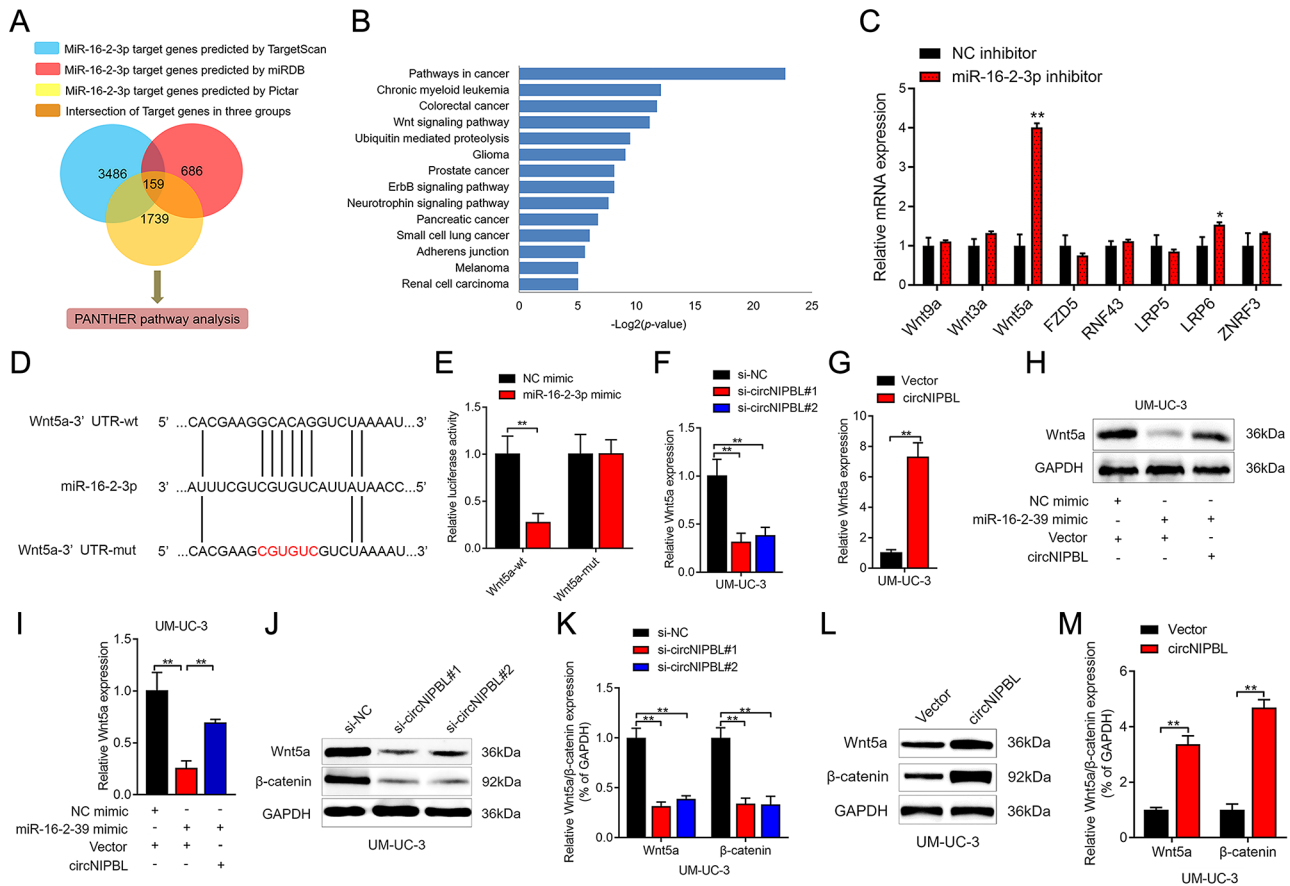 A
MiR-16-2-3p target genes predicted by TargetScan
MiR-16-2-3p target genes predicted by miRDB
MiR-16-2-3p target genes predicted by Pictar
Intersection of Target genes in three groups
3486
686
159
1739
PANTHER pathway analysis
B
Pathways in cancer
Chronic myeloid leukemia
Colorectal cancer
Wnt signaling pathway
Ubiquitin mediated proteolysis
Glioma
Prostate cancer
ErbB signaling pathway
Neurotrophin signaling pathway
Pancreatic cancer
Small cell lung cancer
Adherens junction
Melanoma
Renal cell carcinoma
0 5 10 15 20 25
-Log2(p-value)
C
NC inhibitor
miR-16-2-3p inhibitor
Relative mRNA expression
5
4
3
2
1
0
**
*
Wnt9a Wnt3a Wnt5a FZD5 RNF43 LRP5 LRP6 ZNRF3
D
Wnt5a-3' UTR-wt 5' ...CACGAAGGCACAGGUCUAAAAU...3'
miR-16-2-3p 3' ...AUUUCGUCGUGUCAUUAUAACC...5'
Wnt5a-3' UTR-mut 5' ...CACGAAGCGUGUCGUCUAAAAU...3'
E
NC mimic
miR-16-2-3p mimic
Relative luciferase activity
1.5
1.0
0.5
0.0
**
Wnt5a-wt Wnt5a-mut
F
si-NC
si-circNIPBL#1
si-circNIPBL#2
Relative Wnt5a expression
1.5
1.0
0.5
0.0
**
**
UM-UC-3
G
Vector
circNIPBL
Relative Wnt5a expression
10
8
6
4
2
0
**
UM-UC-3
H
UM-UC-3
Wnt5a 36kDa
GAPDH 36kDa
NC mimic + - -
miR-16-2-39 mimic - + +
Vector + + -
circNIPBL - - +
I
UM-UC-3
Relative Wnt5a expression
1.5
1.0
0.5
0.0
** **
NC mimic + - -
miR-16-2-39 mimic - + +
Vector + + -
circNIPBL - - +
J
si-NC si-circNIPBL#1 si-circNIPBL#2
Wnt5a 36kDa
β-catenin 92kDa
GAPDH 36kDa
UM-UC-3
K
si-NC
si-circNIPBL#1
si-circNIPBL#2
Relative Wnt5a/β-catenin expression
(% of GAPDH)
1.5
1.0
0.5
0.0
** **
** **
Wnt5a β-catenin
UM-UC-3
L
Vector circNIPBL
Wnt5a 36kDa
β-catenin 92kDa
GAPDH 36kDa
UM-UC-3
M
Vector
circNIPBL
Relative Wnt5a/β-catenin expression
(% of GAPDH)
6
4
2
0
** **
Wnt5a β-catenin
UM-UC-3